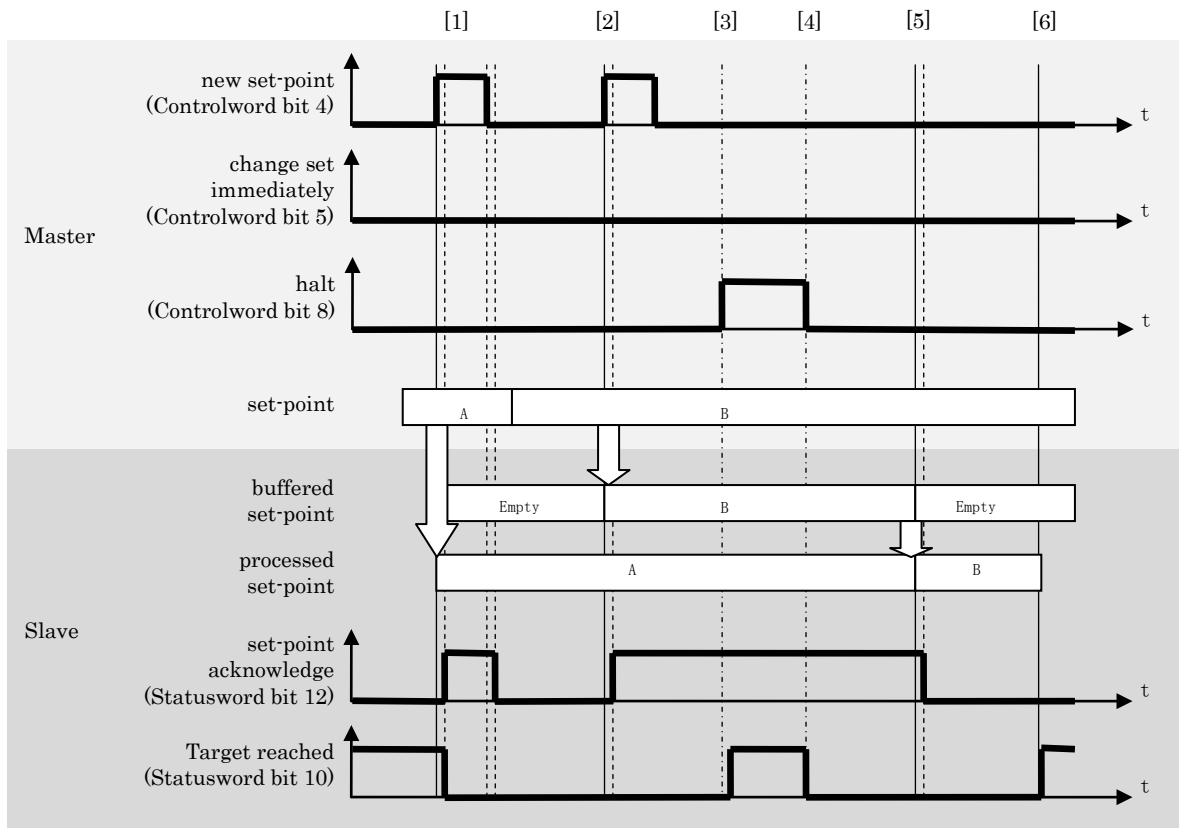 [1] [2] [3] [4] [5] [6]
new set-point
(Controlword bit 4)
t
change set
immediately
(Controlword bit 5)
t
Master
halt
(Controlword bit 8)
t
set-point
A
B
buffered
set-point
Empty
B
Empty
processed
set-point
A
B
Slave
set-point
acknowledge
(Statusword bit 12)
t
Target reached
(Statusword bit 10)
t